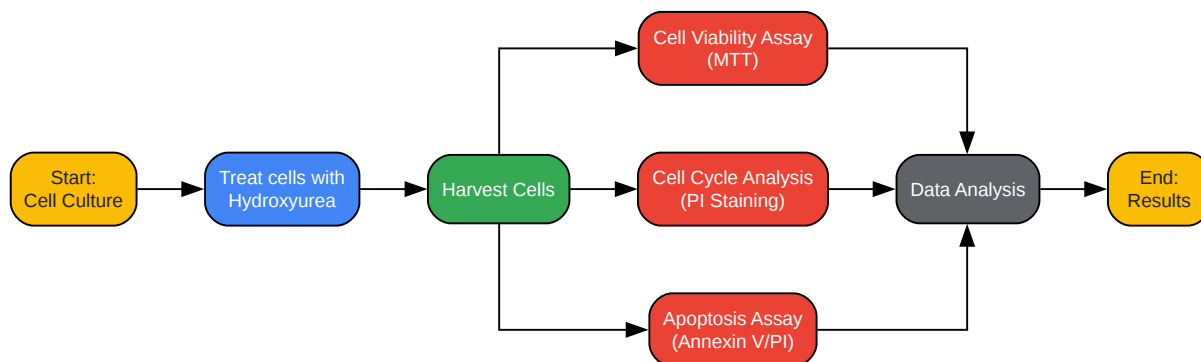 Start:
Cell Culture
Treat cells with
Hydroxyurea
Harvest Cells
Cell Viability Assay
(MTT)
Cell Cycle Analysis
(PI Staining)
Apoptosis Assay
(Annexin V/PI)
Data Analysis
End:
Results